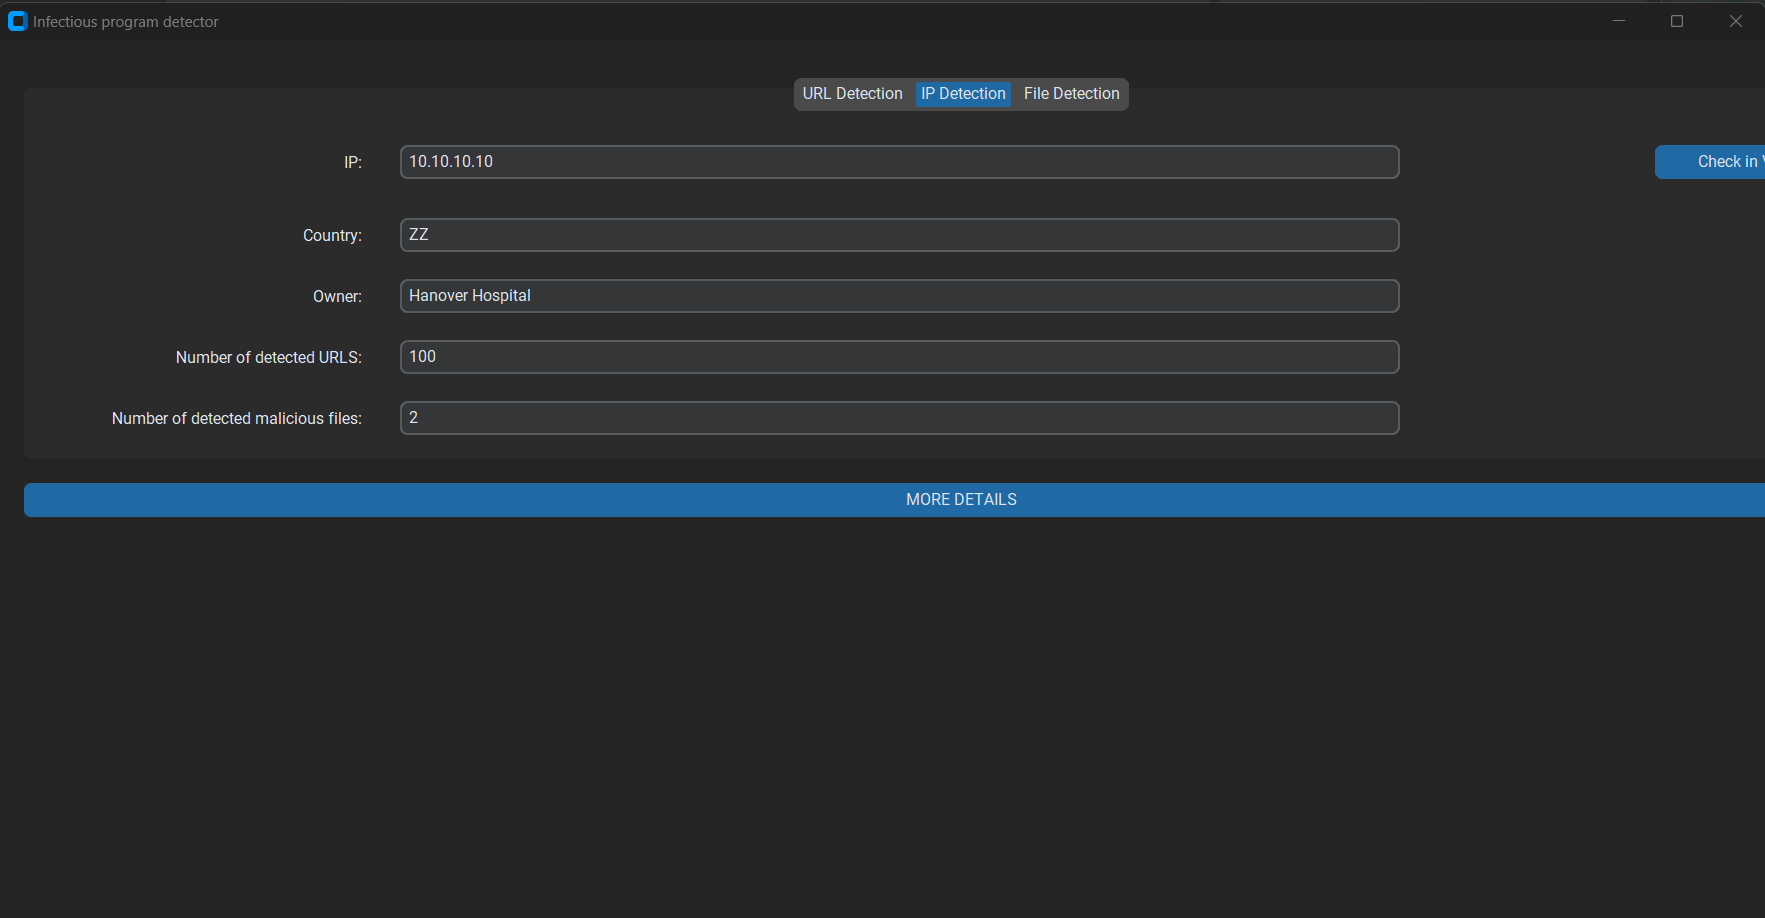 Infectious program detector
URL Detection IP Detection File Detection
IP: 10.10.10.10 Check in
Country: ZZ
Owner: Hanover Hospital
Number of detected URLS: 100
Number of detected malicious files: 2
MORE DETAILS